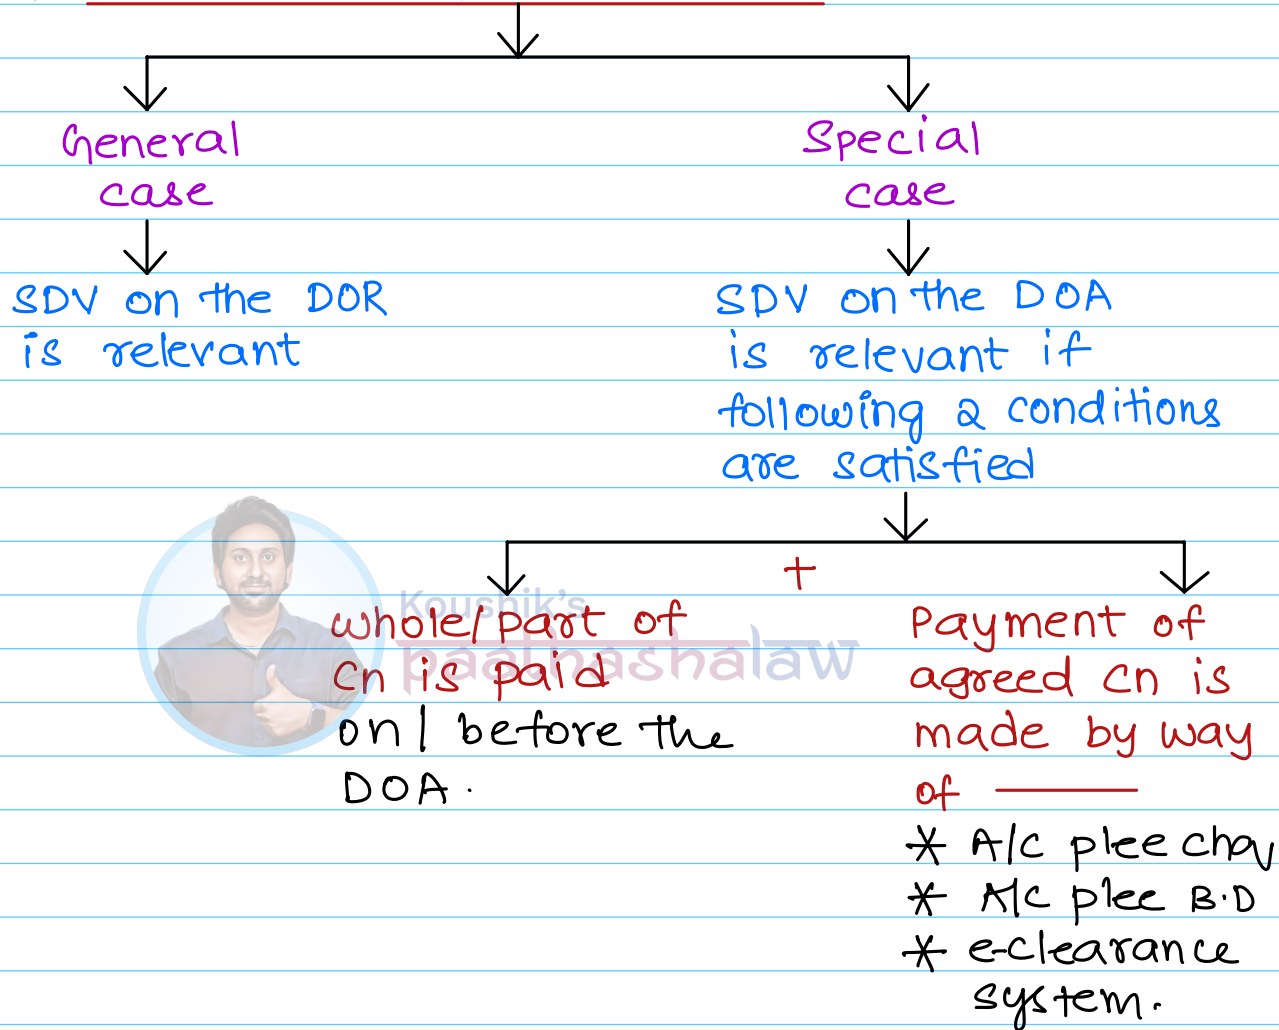 General
case
Special
case
SDV on the DOR
is relevant
SDV on the DOA
is relevant if
following 2 conditions
are satisfied
+
Koushik's
paathashalaw
whole/part of
Cn is paid
on/ before the
DOA.
Payment of
agreed Cn is
made by way
of
* A/C plee
* A/C plee B.D
* e-clearance
system.